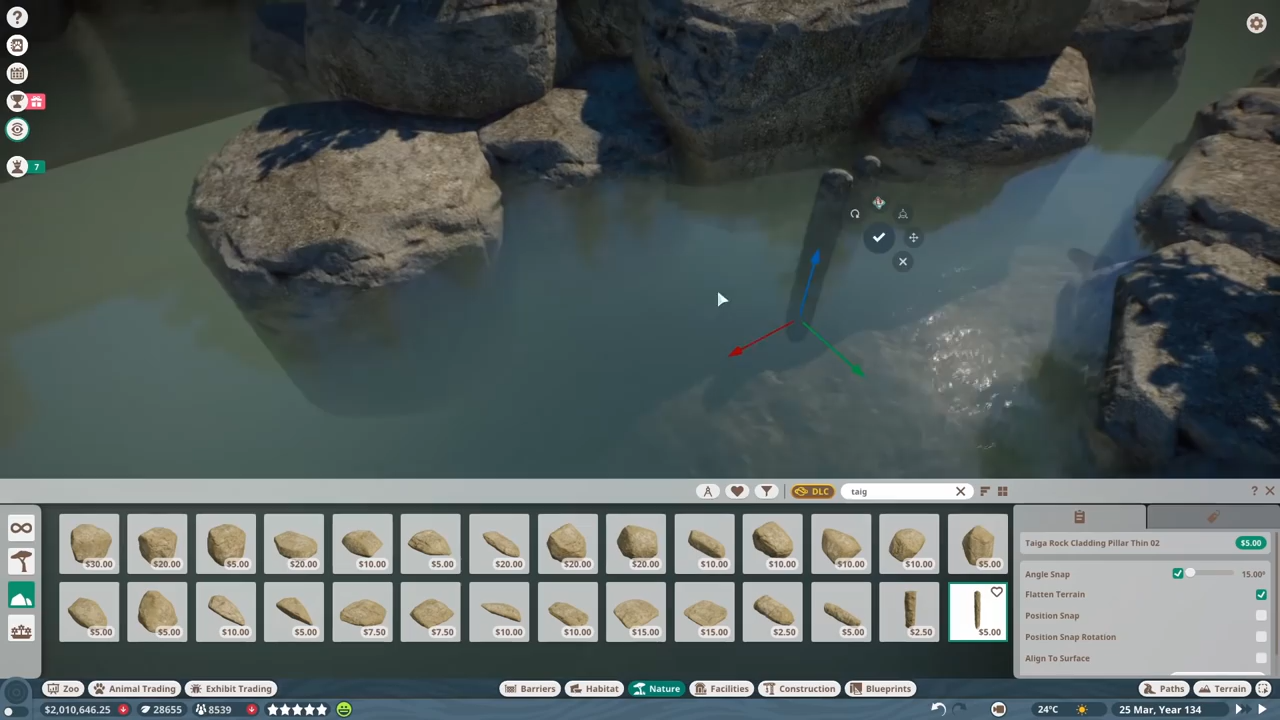 ?
7
DLC
taig
?
$30.00 $20.00 $5.00 $20.00 $10.00 $5.00 $20.00 $20.00 $20.00 $10.00 $10.00 $10.00 $10.00 $5.00
$5.00 $5.00 $10.00 $5.00 $7.50 $7.50 $10.00 $10.00 $15.00 $15.00 $2.50 $5.00 $2.50 $5.00
Taiga Rock Cladding Pillar Thin 02 $5.00
Angle Snap 15.00°
Flatten Terrain
Position Snap
Position Snap Rotation
Align To Surface
Zoo Animal Trading Exhibit Trading Barriers Habitat Nature Facilities Construction Blueprints Paths Terrain
$2,010,646.25 28655 8539 24°C 25 Mar, Year 134